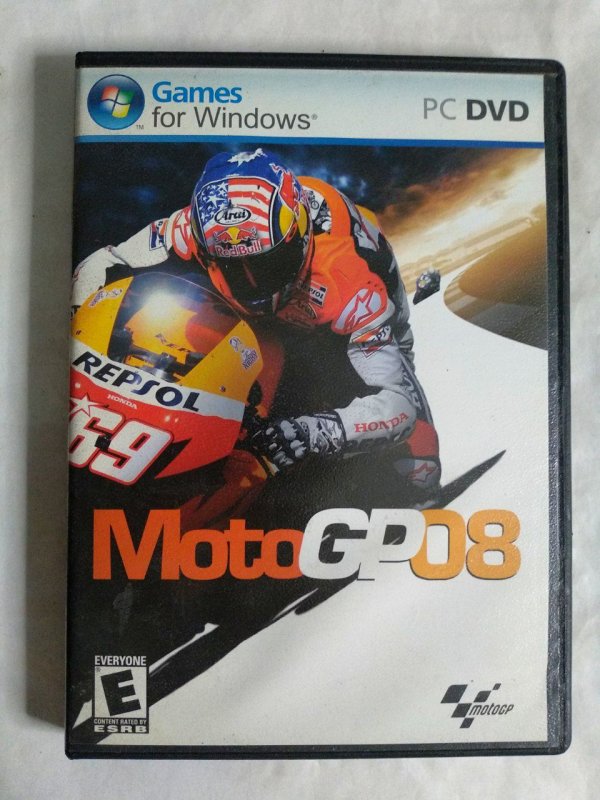 Games
for Windows®
™
PC DVD
Arai
Red Bull
REPSOL
HONDA
69
HONDA
MotoGP08
EVERYONE
E
CONTENT RATED BY
ESRB
motoGP